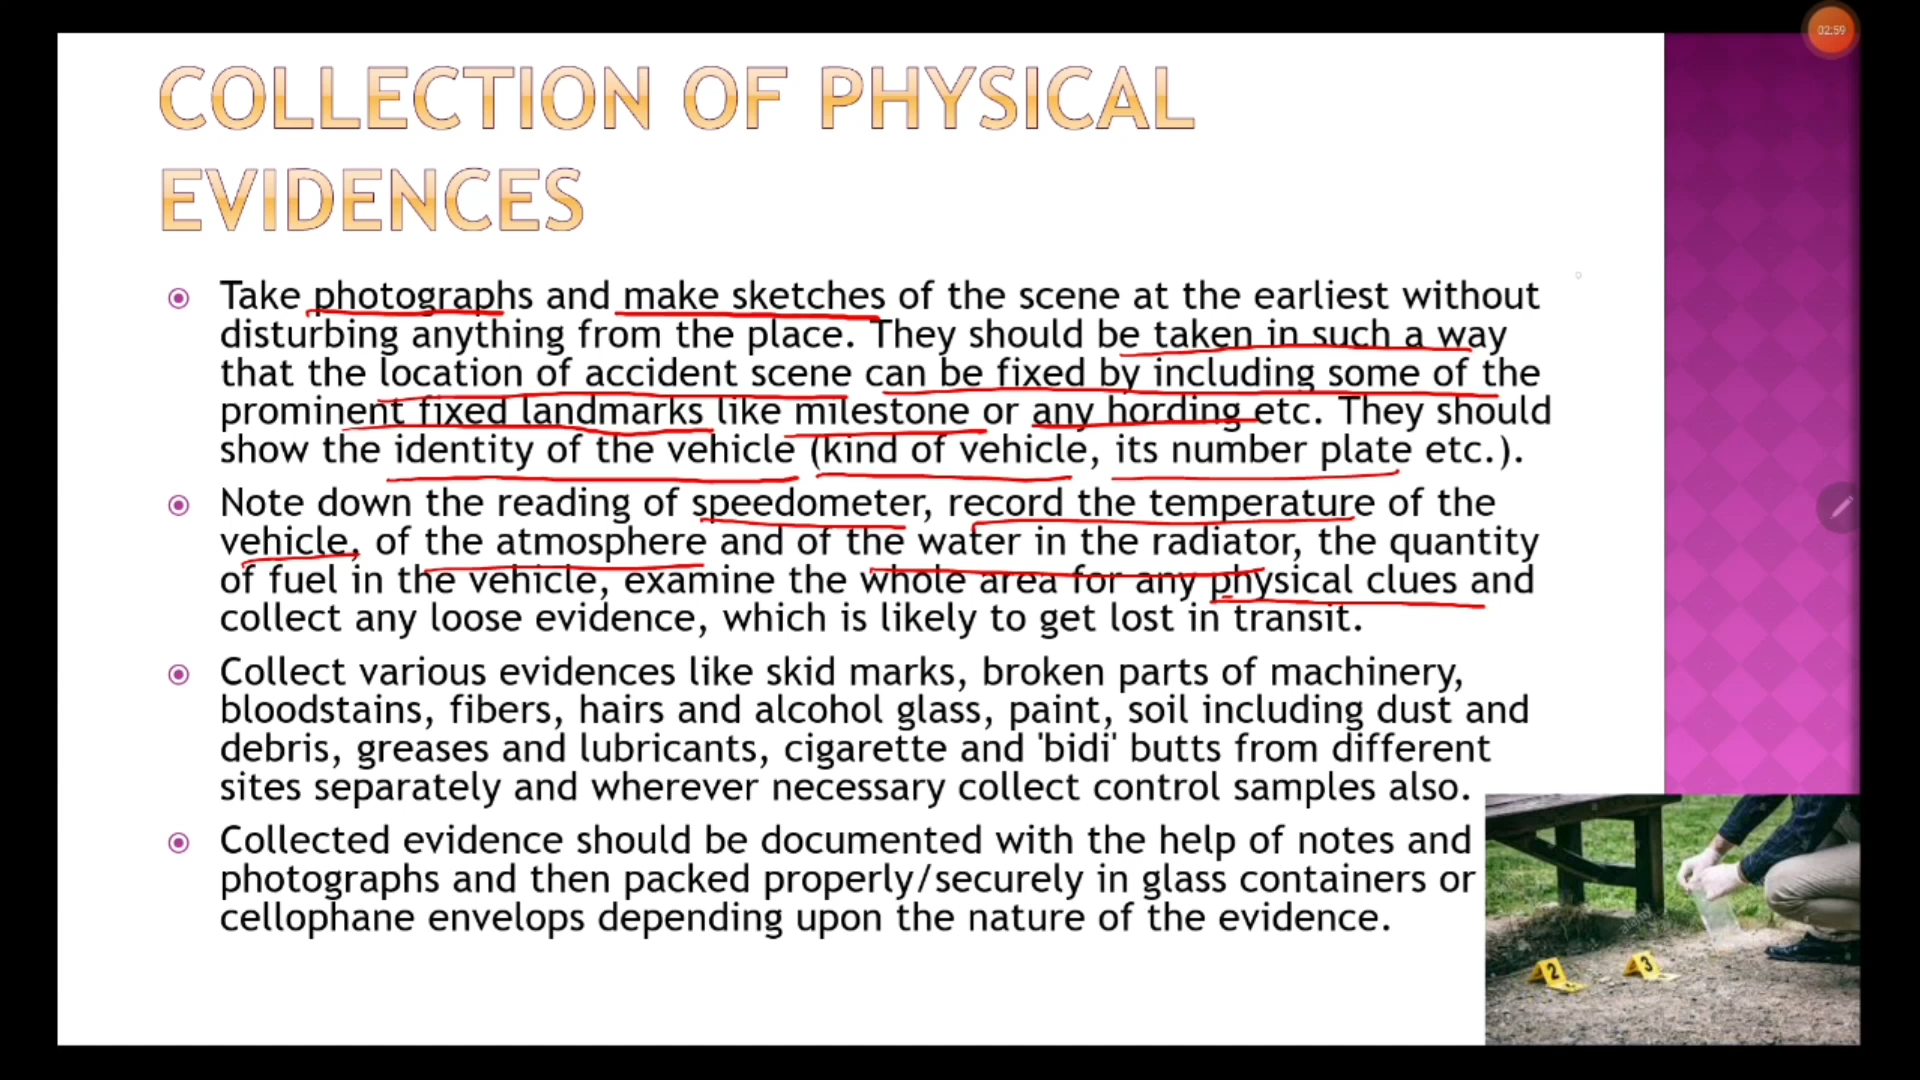 02:59
COLLECTION OF PHYSICAL
EVIDENCES
Take photographs and make sketches of the scene at the earliest without
disturbing anything from the place. They should be taken in such a way
that the location of accident scene can be fixed by including some of the
prominent fixed landmarks like milestone or any hording etc. They should
show the identity of the vehicle (kind of vehicle, its number plate etc.).
Note down the reading of speedometer, record the temperature of the
vehicle, of the atmosphere and of the water in the radiator, the quantity
of fuel in the vehicle, examine the whole area for any physical clues and
collect any loose evidence, which is likely to get lost in transit.
Collect various evidences like skid marks, broken parts of machinery,
bloodstains, fibers, hairs and alcohol glass, paint, soil including dust and
debris, greases and lubricants, cigarette and 'bidi' butts from different
sites separately and wherever necessary collect control samples also.
Collected evidence should be documented with the help of notes and
photographs and then packed properly/securely in glass containers or
cellophane envelops depending upon the nature of the evidence.
2
3